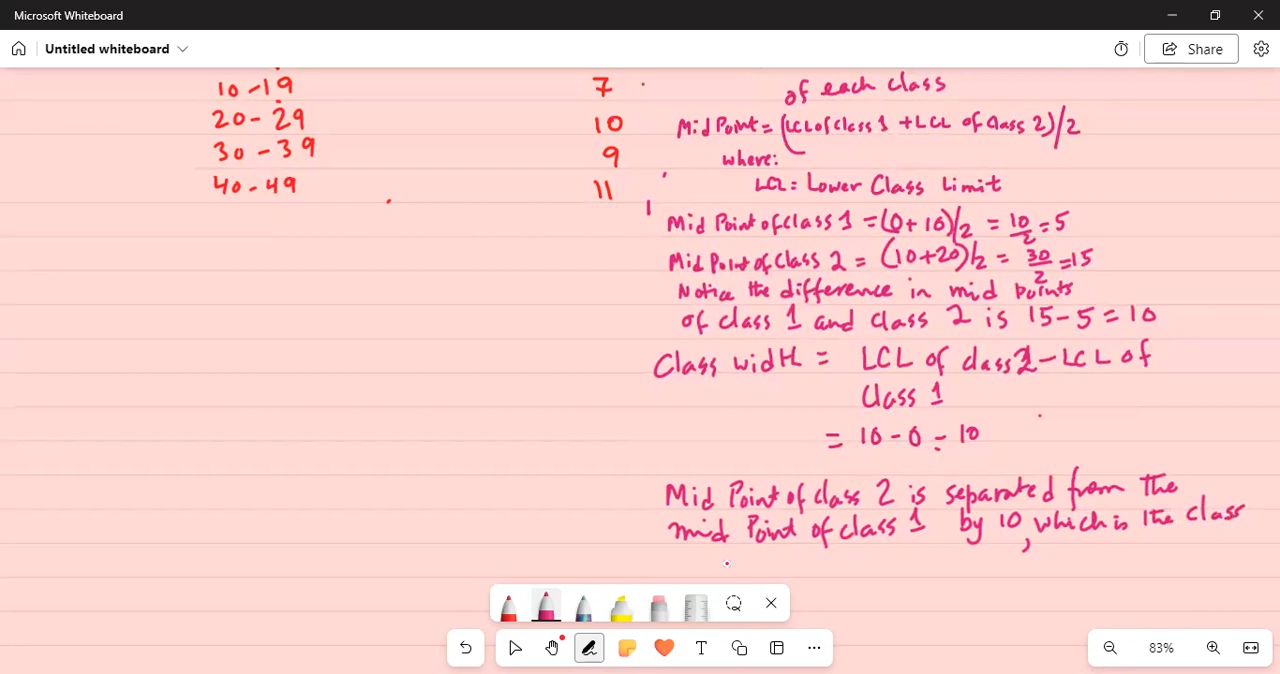 Microsoft Whiteboard
Untitled whiteboard
Share
10-19 7
20-29 10
30-39 9
40-49 11
of each class
Mid Point = (LCL of class 1 + LCL of Class 2)/2
where:
LCL = Lower Class Limit
Mid Point of class 1 = (0+10)/2 = 10/2 = 5
Mid Point of Class 2 = (10+20)/2 = 30/2 = 15
Notice the difference in mid points
of class 1 and class 2 is 15-5 = 10
Class width = LCL of class 2 - LCL of
Class 1
= 10-0 = 10
Mid Point of class 2 is separated from the
mid Point of class 1 by 10, which is the class
83%